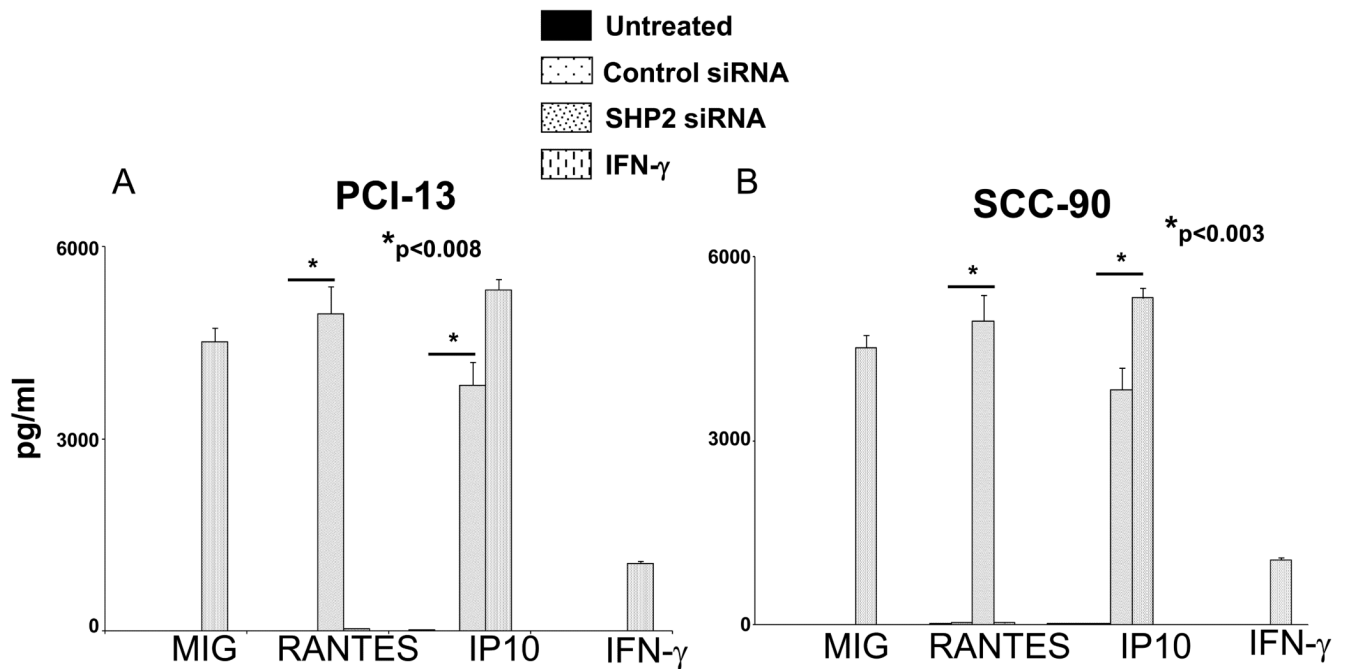 Untreated
Control siRNA
SHP2 siRNA
IFN-γ
A
PCI-13
*p<0.008
6000
*
*
3000
0
pg/ml
MIG RANTES IP10 IFN-γ
B
SCC-90
*p<0.003
6000
*
*
3000
0
MIG RANTES IP10 IFN-γ